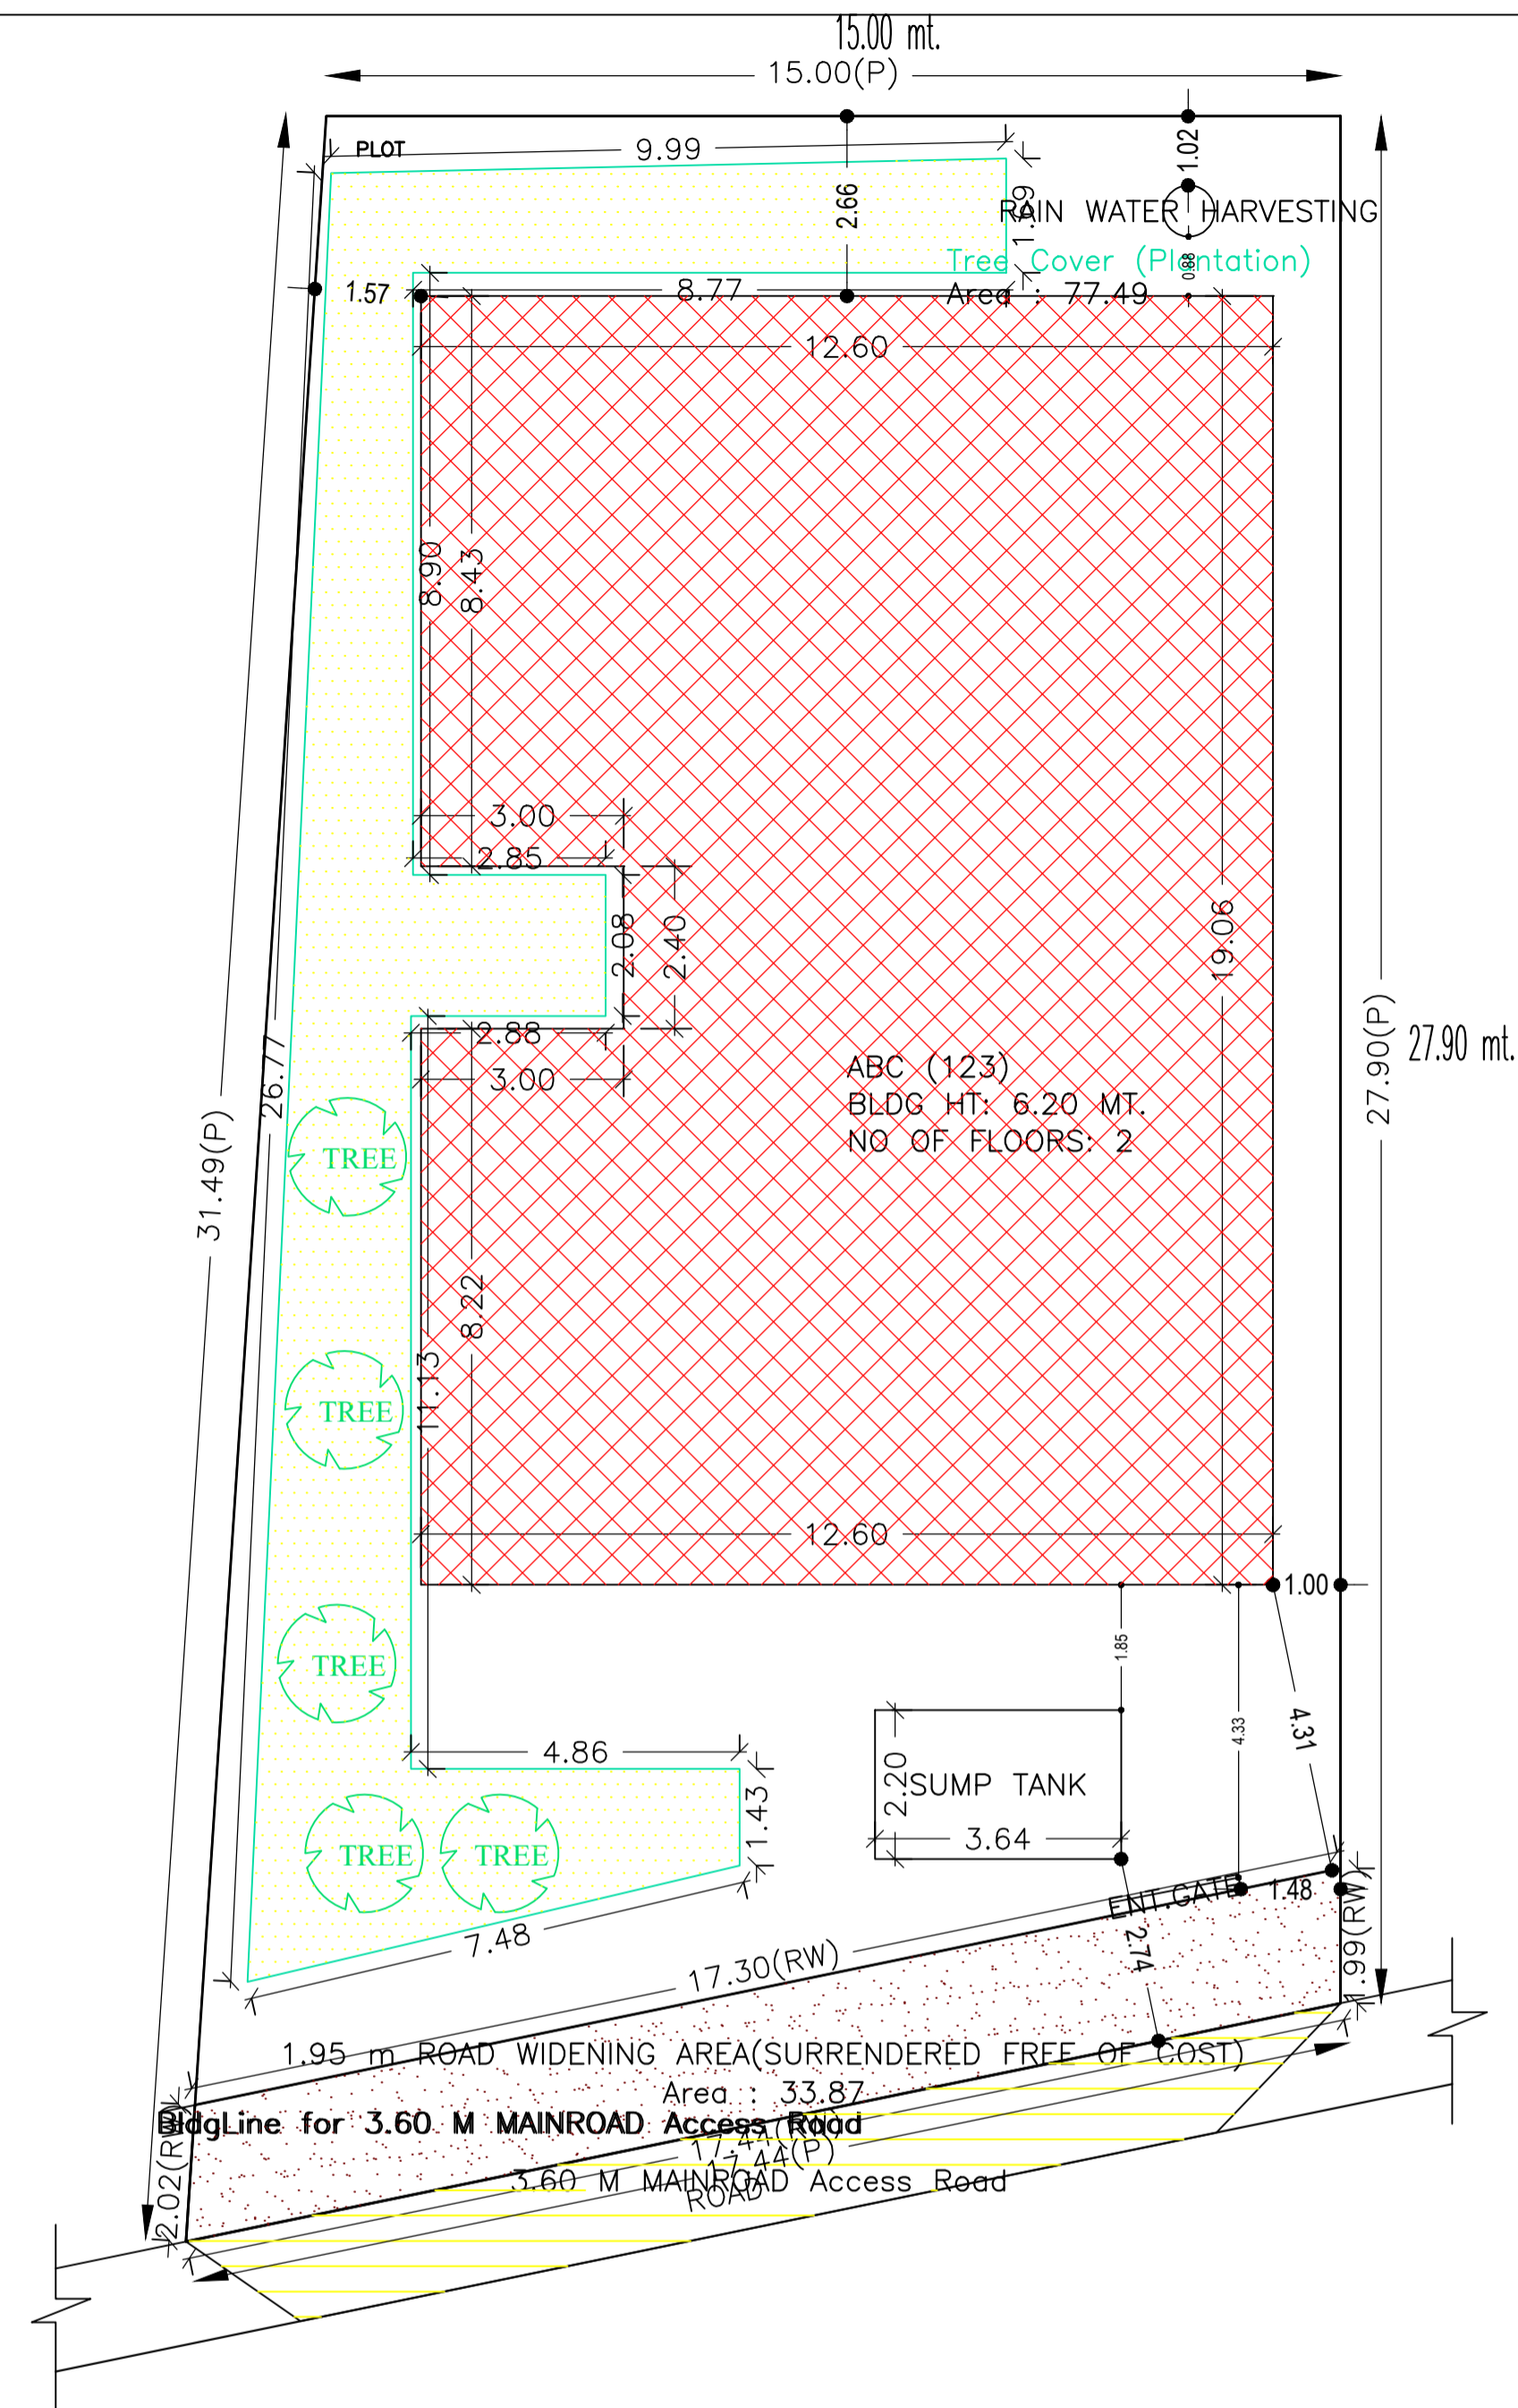 15.00 mt.
15.00(P)
PLOT
9.99
1.02
2.66
1.69
RAIN WATER HARVESTING
Tree Cover (Plantation)
0.88
1.57
8.77
Area : 77.49
12.60
8.90
8.43
3.00
2.85
2.08
2.40
19.06
2.88
3.00
26.77
31.49(P)
27.90(P)
27.90 mt.
ABC (123)
BLDG HT: 6.20 MT.
NO OF FLOORS: 2
TREE
8.22
11.13
TREE
12.60
1.00
TREE
1.85
4.33
4.31
4.86
1.43
2.20
SUMP TANK
3.64
TREE
TREE
ENT.GATE
1.48
1.99(RW)
7.48
2.74
17.30(RW)
1.95 m ROAD WIDENING AREA(SURRENDERED FREE OF COST)
Area : 33.87
BldgLine for 3.60 M MAINROAD Access Road
17.44(RW)
17.44(P)
2.02(RW)
3.60 M MAINROAD Access Road
ROAD